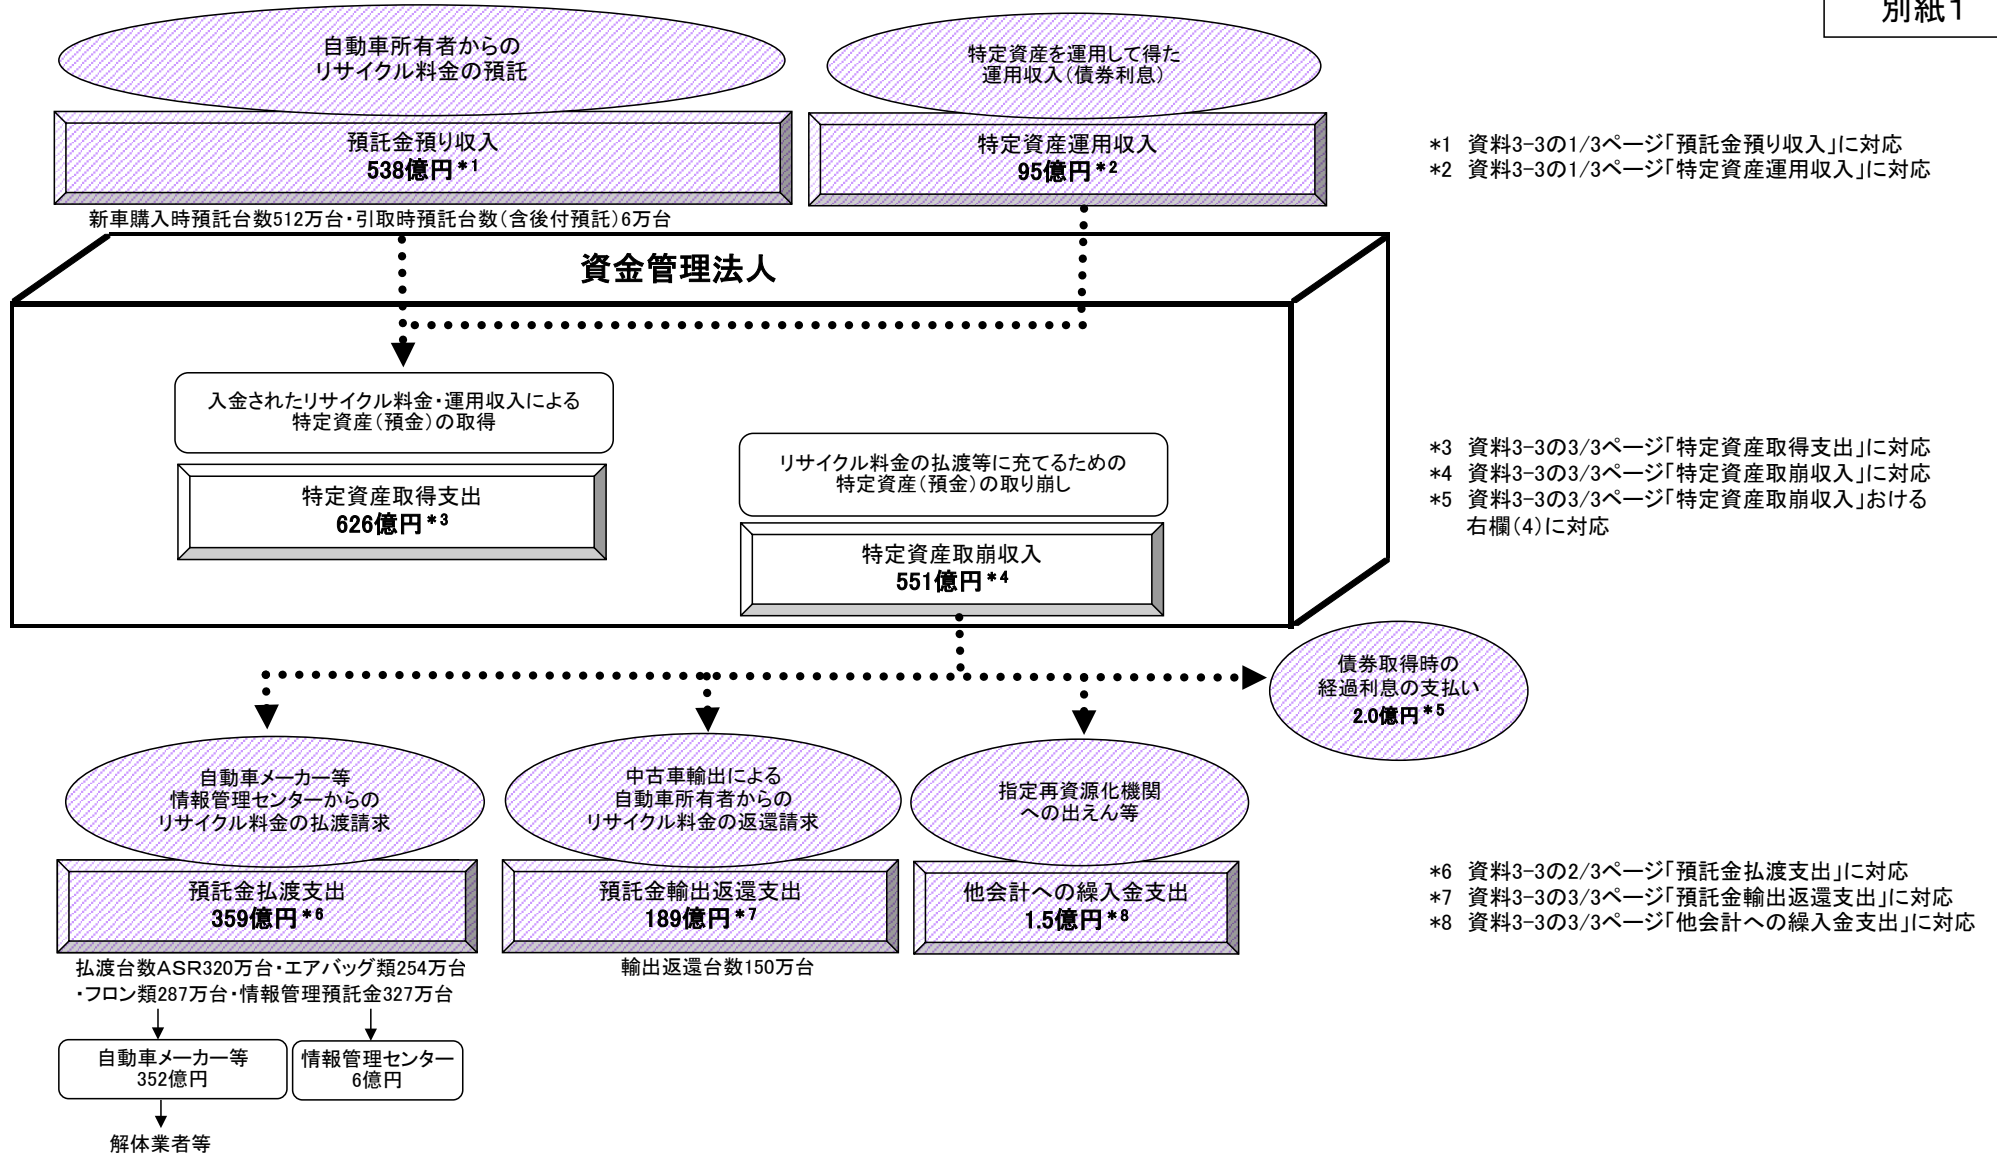 別紙1
自動車所有者からの
リサイクル料金の預託
特定資産を運用して得た
運用収入(債券利息)
預託金預り収入
538億円*1
特定資産運用収入
95億円*2
*1 資料3-3の1/3ページ「預託金預り収入」に対応
*2 資料3-3の1/3ページ「特定資産運用収入」に対応
新車購入時預託台数512万台・引取時預託台数(含後付預託)6万台
資金管理法人
入金されたリサイクル料金・運用収入による
特定資産(預金)の取得
特定資産取得支出
626億円*3
リサイクル料金の払渡等に充てるための
特定資産(預金)の取り崩し
特定資産取崩収入
551億円*4
*3 資料3-3の3/3ページ「特定資産取得支出」に対応
*4 資料3-3の3/3ページ「特定資産取崩収入」に対応
*5 資料3-3の3/3ページ「特定資産取崩収入」おける
右欄(4)に対応
債券取得時の
経過利息の支払い
2.0億円*5
自動車メーカー等
情報管理センターからの
リサイクル料金の払渡請求
中古車輸出による
自動車所有者からの
リサイクル料金の返還請求
指定再資源化機関
への出えん等
預託金払渡支出
359億円*6
預託金輸出返還支出
189億円*7
他会計への繰入金支出
1.5億円*8
*6 資料3-3の2/3ページ「預託金払渡支出」に対応
*7 資料3-3の3/3ページ「預託金輸出返還支出」に対応
*8 資料3-3の3/3ページ「他会計への繰入金支出」に対応
払渡台数ASR320万台・エアバッグ類254万台
・フロン類287万台・情報管理預託金327万台
輸出返還台数150万台
自動車メーカー等
352億円
情報管理センター
6億円
解体業者等